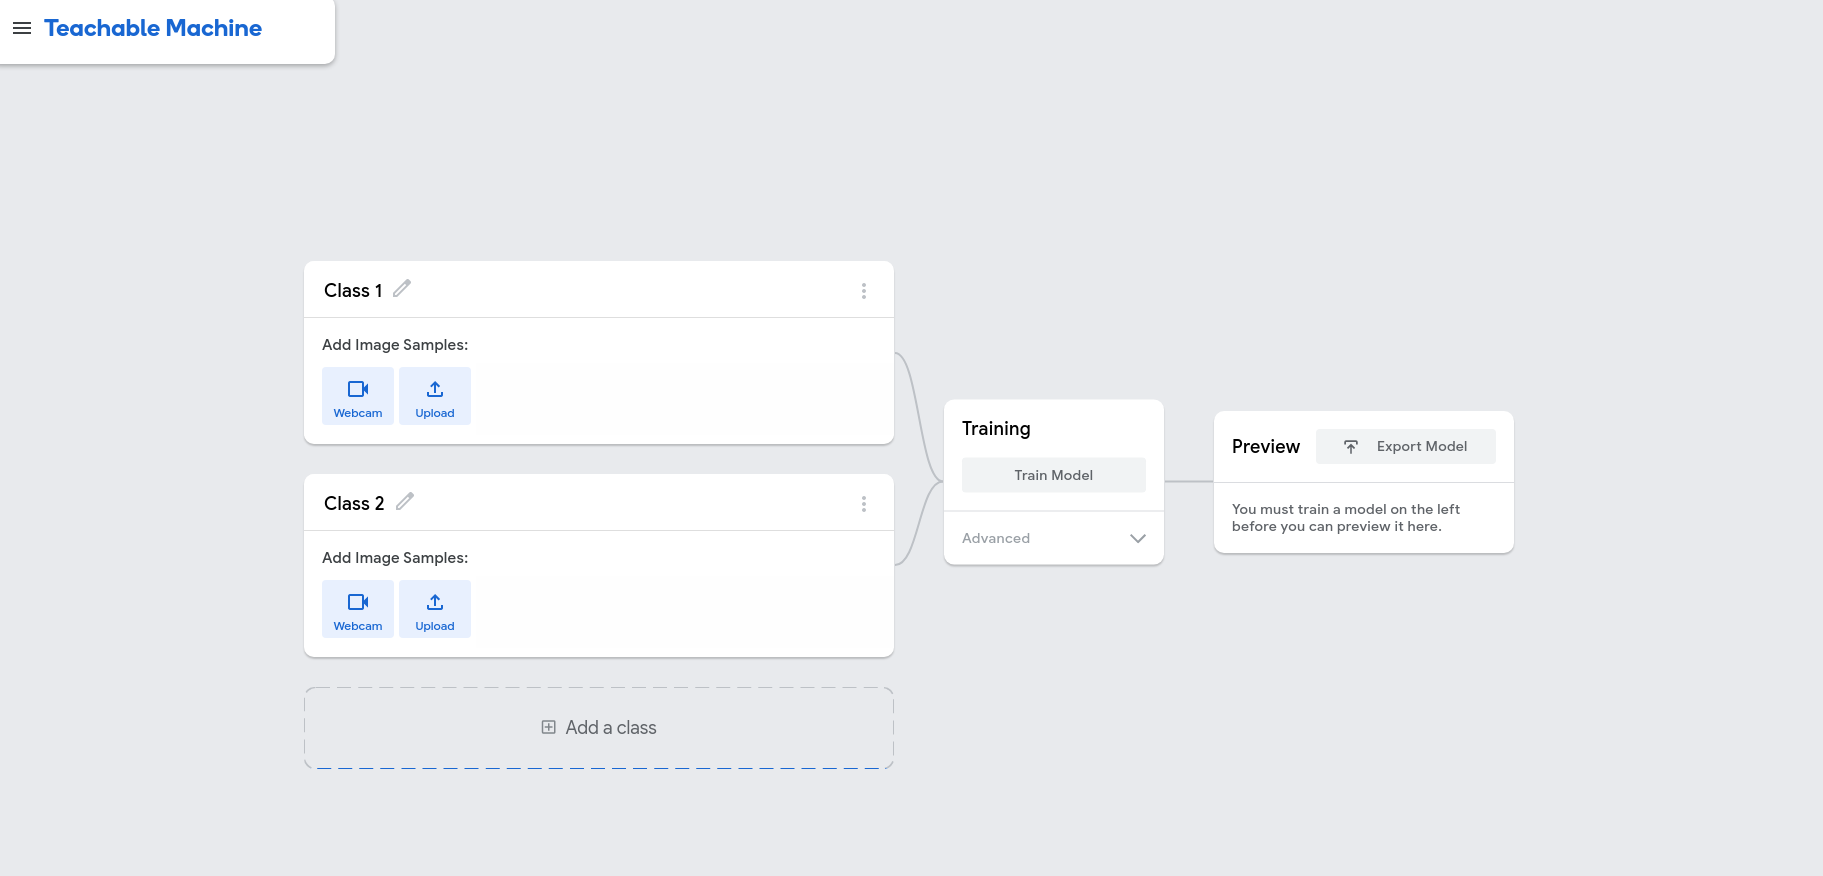 Teachable Machine
Class 1
Add Image Samples:
Webcam
Upload
Class 2
Add Image Samples:
Webcam
Upload
Add a class
Training
Train Model
Advanced
Preview
Export Model
You must train a model on the left
before you can preview it here.